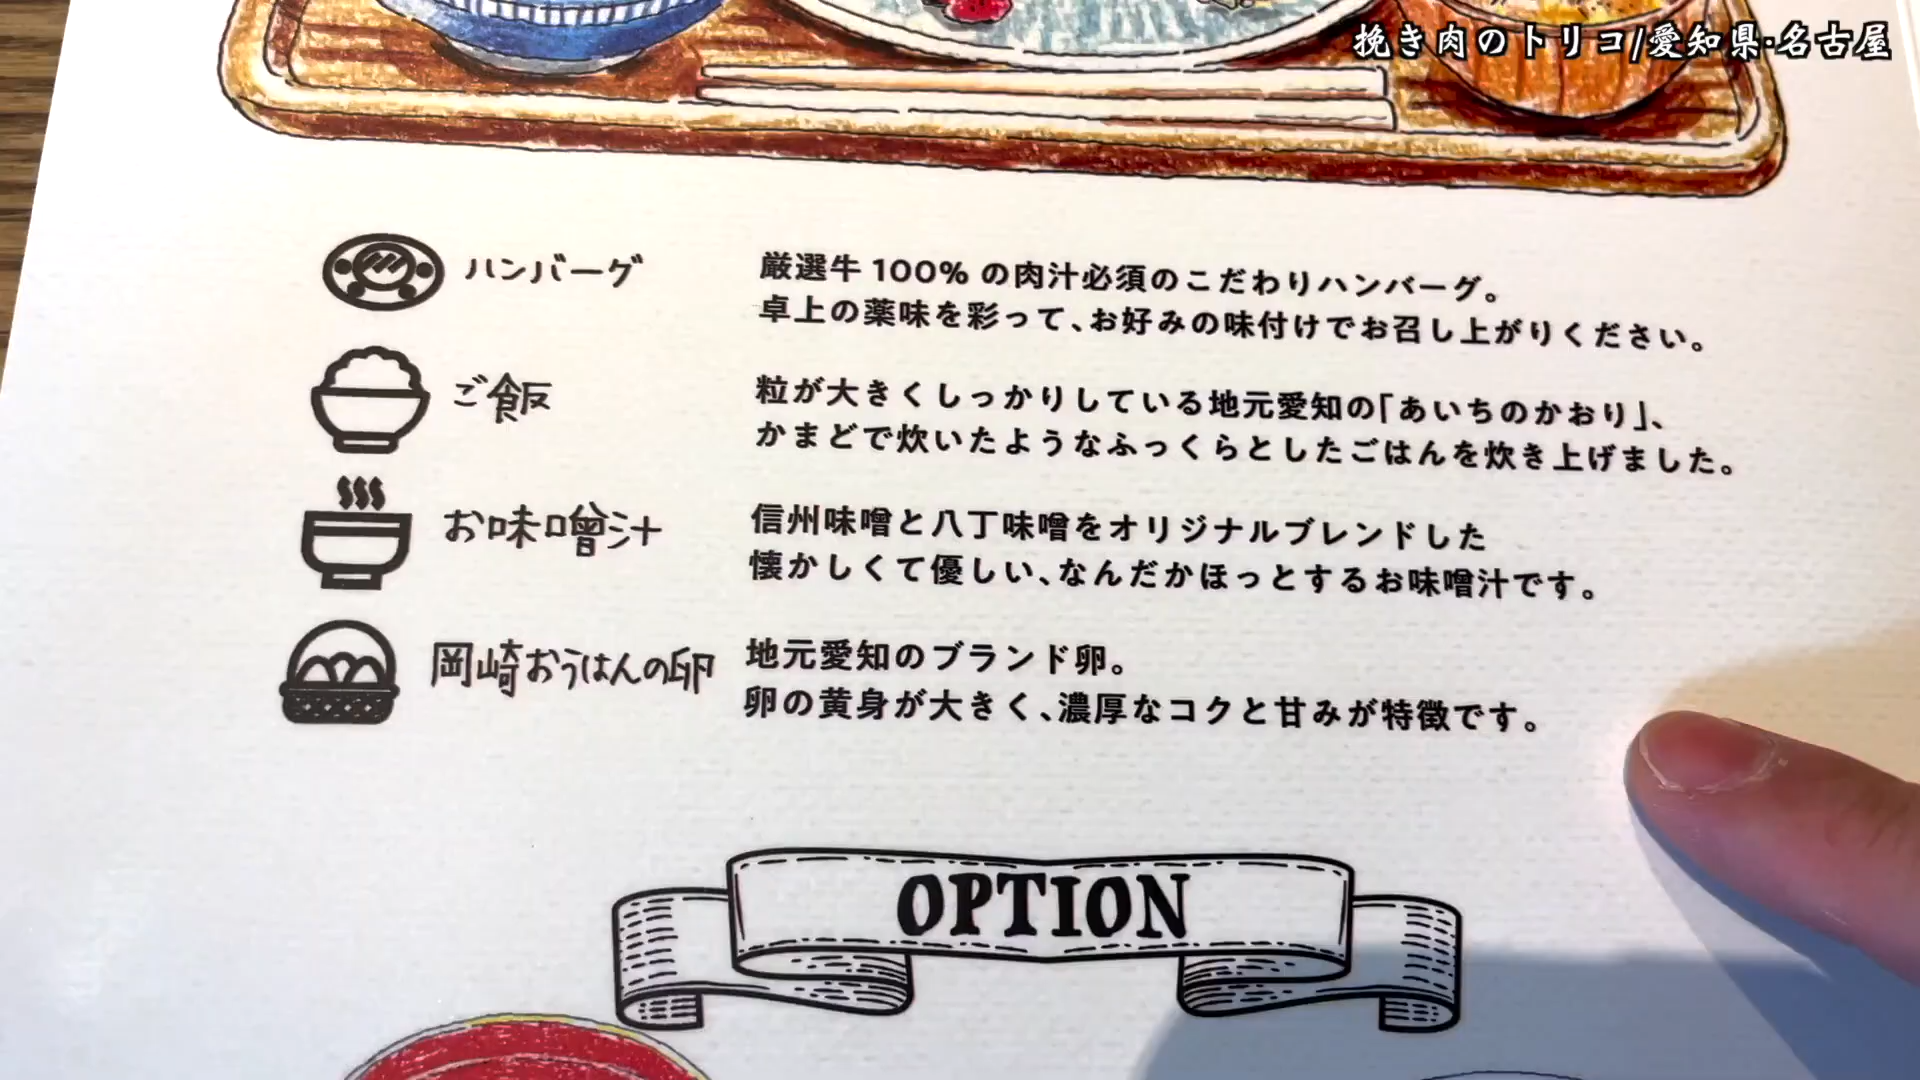 挽き肉のトリコ/愛知県・名古屋
ハンバーグ
厳選牛100%の肉汁必須のこだわりハンバーグ。
卓上の薬味を彩って、お好みの味付けでお召し上がりください。
ご飯
粒が大きくしっかりしている地元愛知の「あいちのかおり」、
かまどで炊いたようなふっくらとしたごはんを炊き上げました。
お味噌汁
信州味噌と八丁味噌をオリジナルブレンドした
懐かしくて優しい、なんだかほっとするお味噌汁です。
岡崎おうはんの卵
地元愛知のブランド卵。
卵の黄身が大きく、濃厚なコクと甘みが特徴です。
OPTION